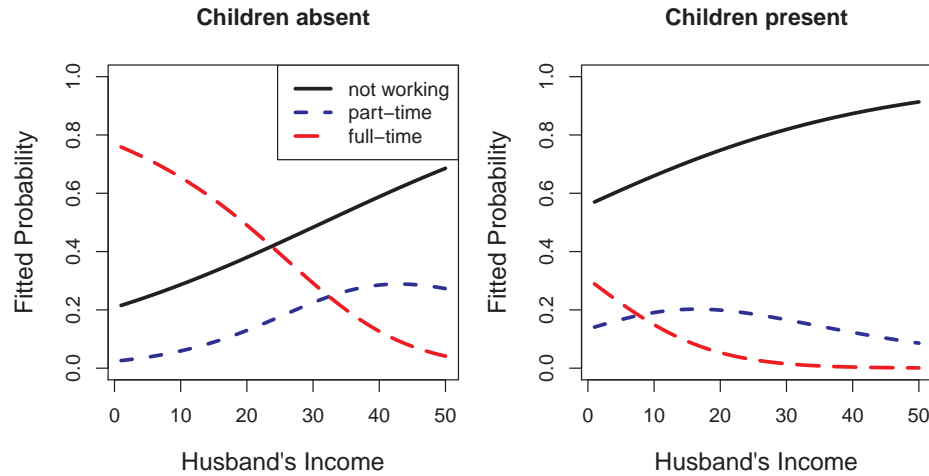 Children absent
Children present
not working
part−time
full−time
Fitted Probability
0.0 0.2 0.4 0.6 0.8 1.0
0 10 20 30 40 50
Husband's Income
Fitted Probability
0.0 0.2 0.4 0.6 0.8 1.0
0 10 20 30 40 50
Husband's Income